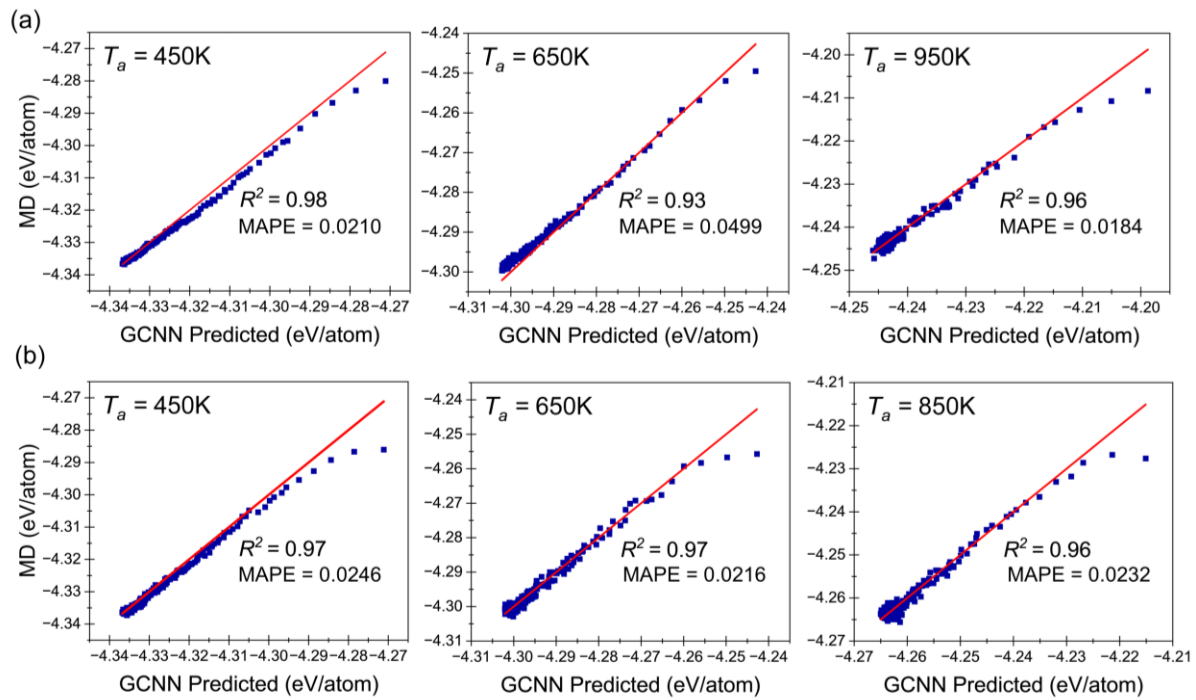 (a)
MD (eV/atom)
−4.27
−4.28
−4.29
−4.30
−4.31
−4.32
−4.33
−4.34
Ta = 450K
R² = 0.98
MAPE = 0.0210
−4.34 −4.33 −4.32 −4.31 −4.30 −4.29 −4.28 −4.27
GCNN Predicted (eV/atom)
−4.24
−4.25
−4.26
−4.27
−4.28
−4.29
−4.30
Ta = 650K
R² = 0.93
MAPE = 0.0499
−4.31 −4.30 −4.29 −4.28 −4.27 −4.26 −4.25 −4.24
GCNN Predicted (eV/atom)
−4.20
−4.21
−4.22
−4.23
−4.24
−4.25
Ta = 950K
R² = 0.96
MAPE = 0.0184
−4.25 −4.24 −4.23 −4.22 −4.21 −4.20
GCNN Predicted (eV/atom)
(b)
MD (eV/atom)
−4.27
−4.28
−4.29
−4.30
−4.31
−4.32
−4.33
−4.34
Ta = 450K
R² = 0.97
MAPE = 0.0246
−4.34 −4.33 −4.32 −4.31 −4.30 −4.29 −4.28 −4.27
GCNN Predicted (eV/atom)
−4.24
−4.25
−4.26
−4.27
−4.28
−4.29
−4.30
−4.31
Ta = 650K
R² = 0.97
MAPE = 0.0216
−4.31 −4.30 −4.29 −4.28 −4.27 −4.26 −4.25 −4.24
GCNN Predicted (eV/atom)
−4.21
−4.22
−4.23
−4.24
−4.25
−4.26
−4.27
Ta = 850K
R² = 0.96
MAPE = 0.0232
−4.27 −4.26 −4.25 −4.24 −4.23 −4.22 −4.21
GCNN Predicted (eV/atom)